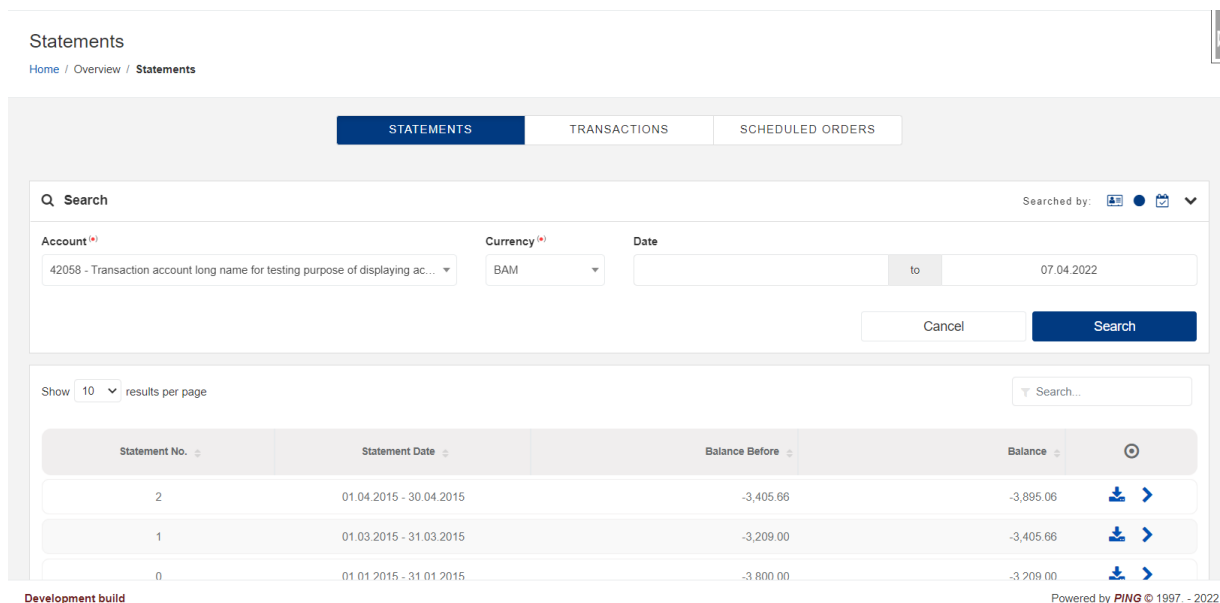 Statements
Home / Overview / Statements
STATEMENTS TRANSACTIONS SCHEDULED ORDERS
Search Searched by:
Account (*) Currency (*) Date
42058 - Transaction account long name for testing purpose of displaying ac... BAM to 07.04.2022
Cancel Search
Show 10 results per page Search...
Statement No. Statement Date Balance Before Balance
2 01.04.2015 - 30.04.2015 -3,405.66 -3,895.06
1 01.03.2015 - 31.03.2015 -3,209.00 -3,405.66
0 01.01.2015 - 31.01.2015 -3,800.00 -3,209.00
Development build Powered by PING © 1997. - 2022